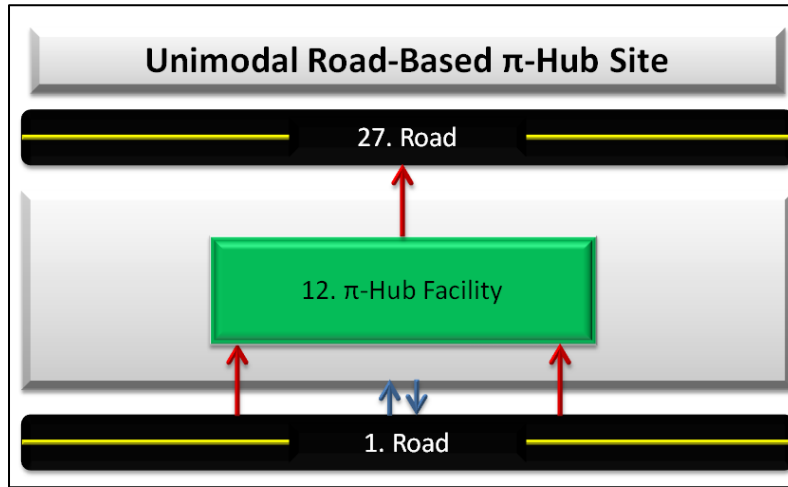 Unimodal Road-Based π-Hub Site
27. Road
12. π-Hub Facility
1. Road